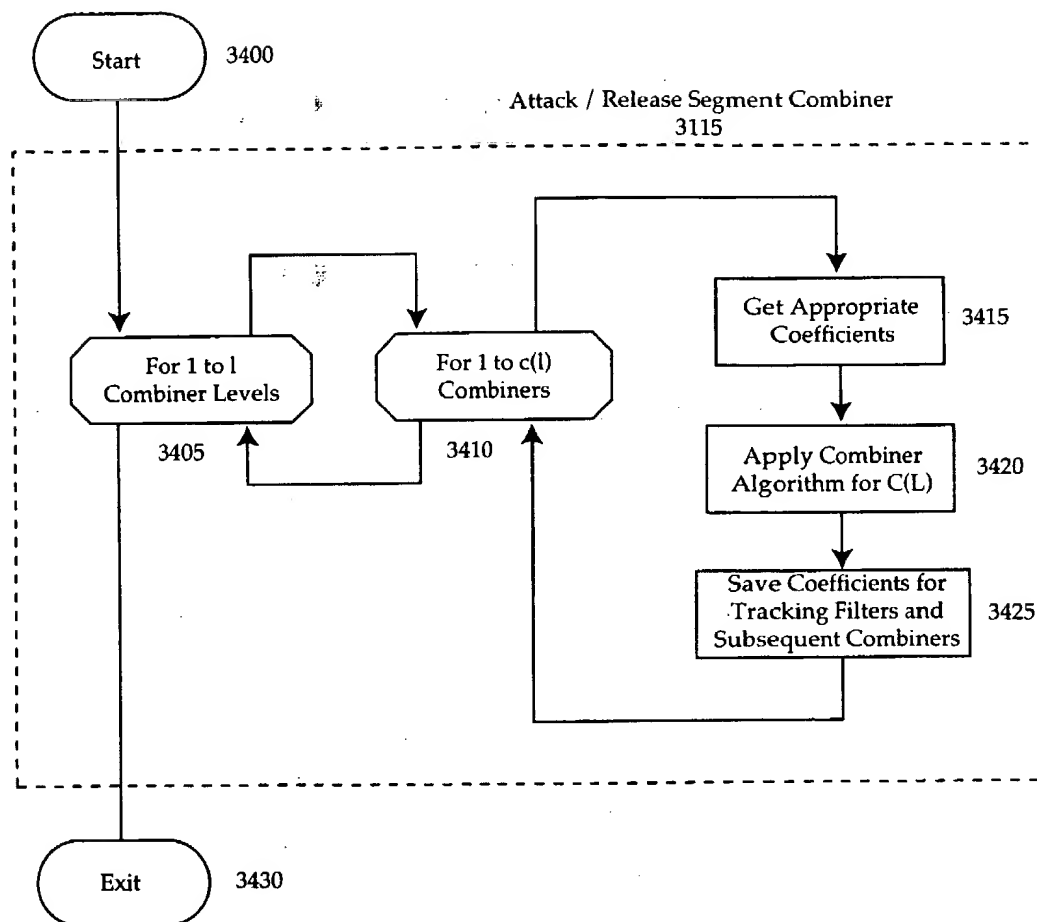 Start
3400
Attack / Release Segment Combiner
3115
For 1 to l
Combiner Levels
3405
For 1 to c(l)
Combiners
3410
Get Appropriate
Coefficients
3415
Apply Combiner
Algorithm for C(L)
3420
Save Coefficients for
Tracking Filters and
Subsequent Combiners
3425
Exit
3430